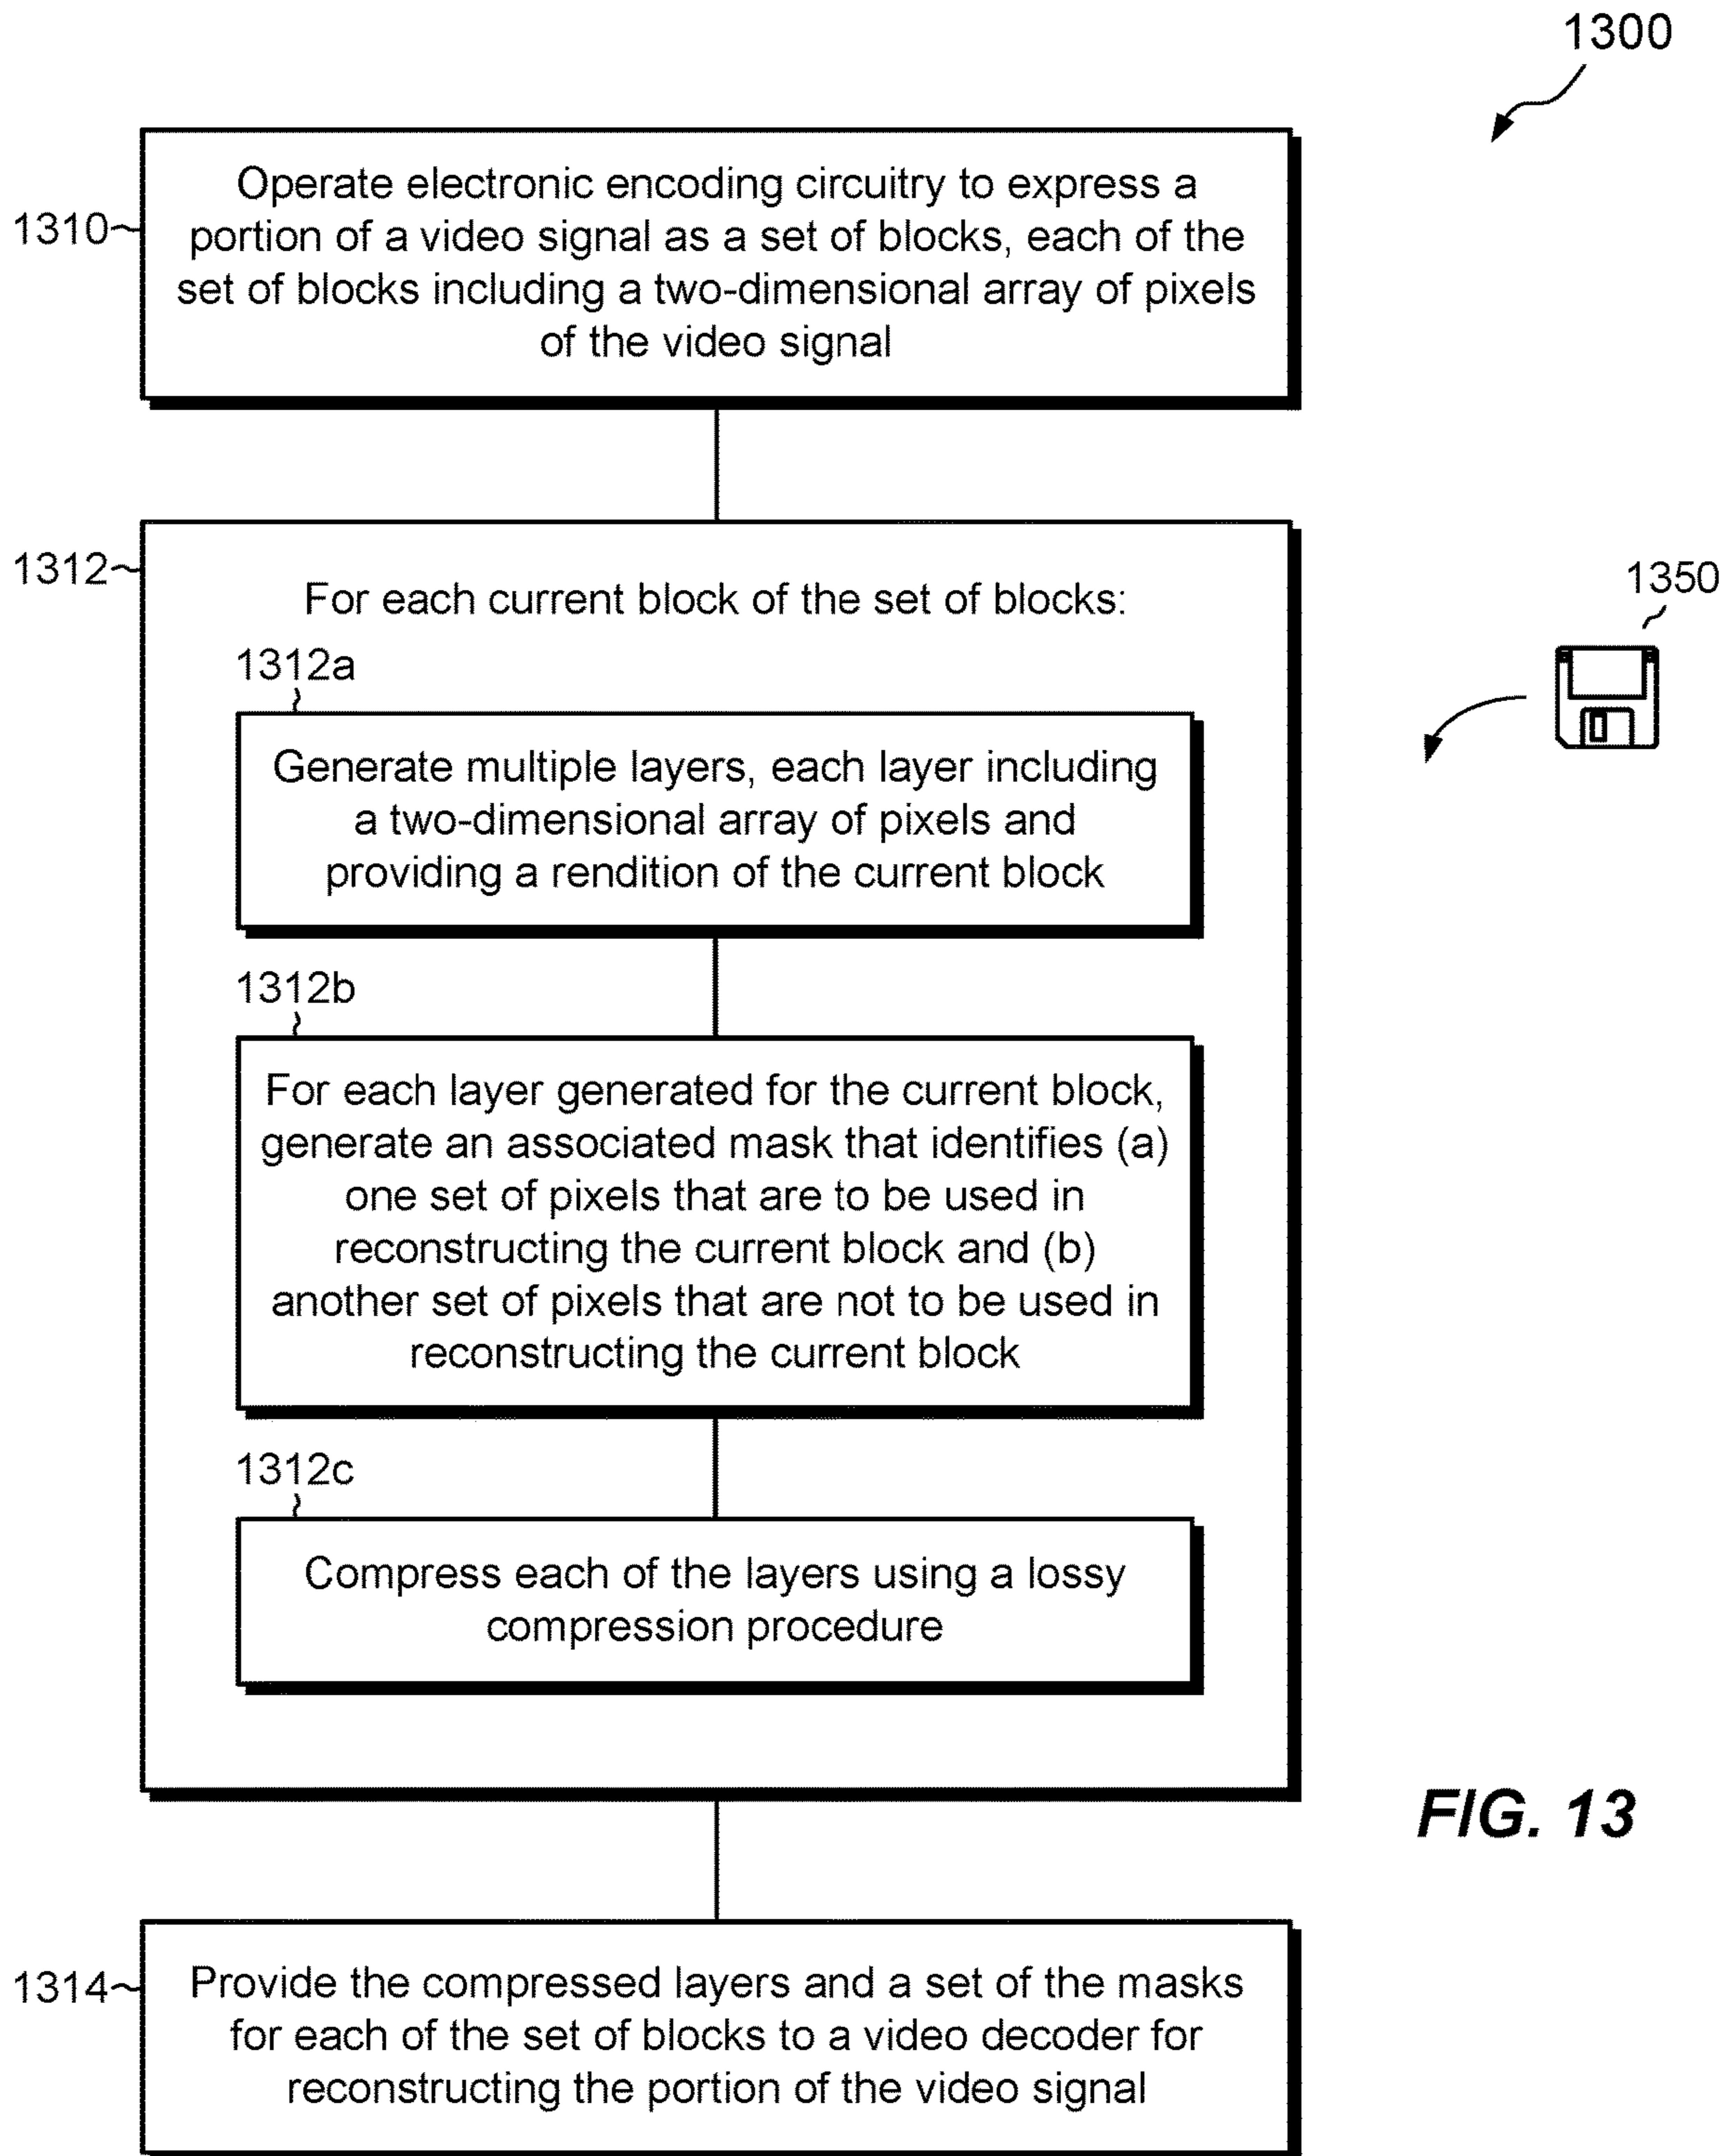 1300
1310
Operate electronic encoding circuitry to express a
portion of a video signal as a set of blocks, each of the
set of blocks including a two-dimensional array of pixels
of the video signal
1312
For each current block of the set of blocks:
1350
1312a
Generate multiple layers, each layer including
a two-dimensional array of pixels and
providing a rendition of the current block
1312b
For each layer generated for the current block,
generate an associated mask that identifies (a)
one set of pixels that are to be used in
reconstructing the current block and (b)
another set of pixels that are not to be used in
reconstructing the current block
1312c
Compress each of the layers using a lossy
compression procedure
FIG. 13
1314
Provide the compressed layers and a set of the masks
for each of the set of blocks to a video decoder for
reconstructing the portion of the video signal